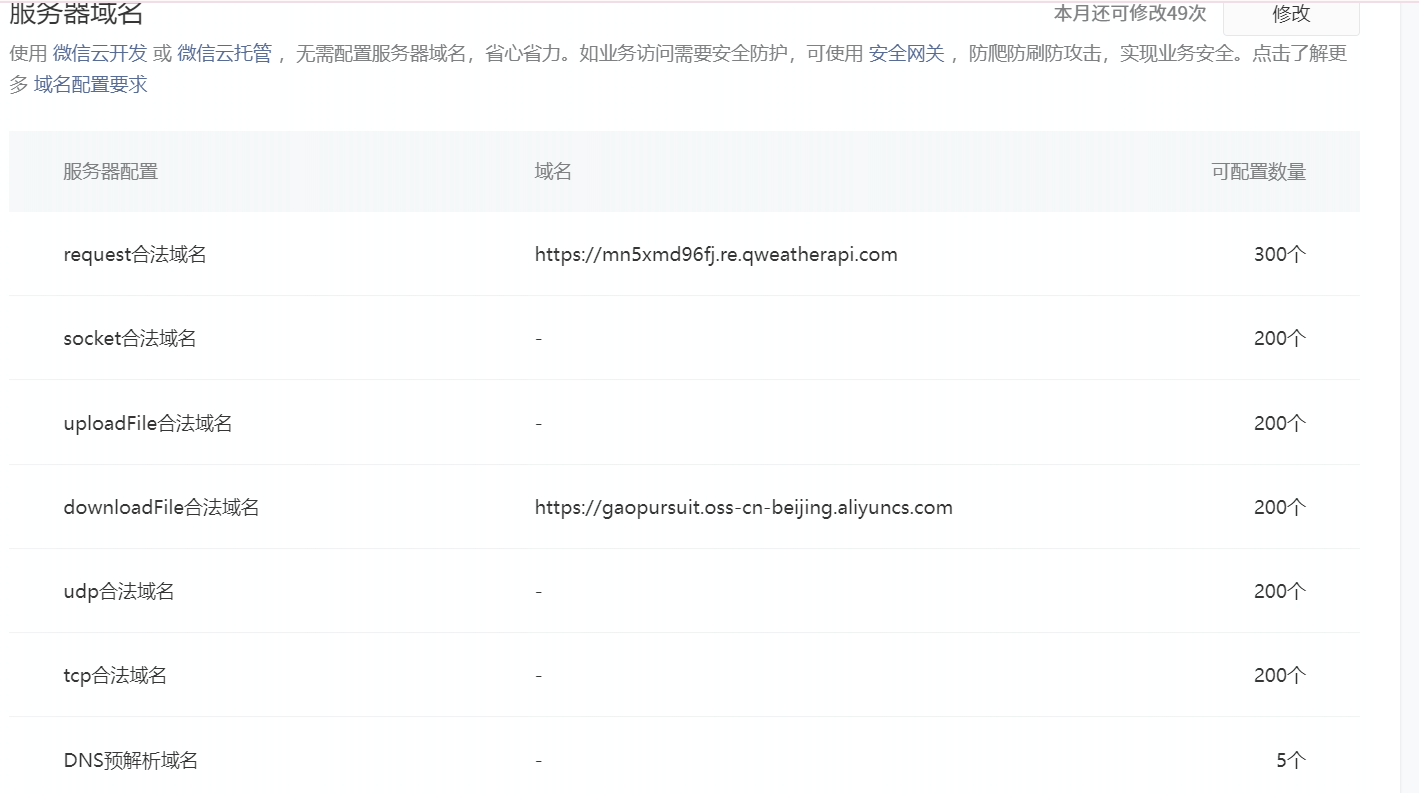 服务器域名
本月还可修改49次
修改
使用 微信云开发 或 微信云托管 ，无需配置服务器域名，省心省力。如业务访问需要安全防护，可使用 安全网关 ，防爬防刷防攻击，实现业务安全。点击了解更
多 域名配置要求
服务器配置 域名 可配置数量
request合法域名 https://mn5xmd96fj.re.qweatherapi.com 300个
socket合法域名 - 200个
uploadFile合法域名 - 200个
downloadFile合法域名 https://gaopursuit.oss-cn-beijing.aliyuncs.com 200个
udp合法域名 - 200个
tcp合法域名 - 200个
DNS预解析域名 - 5个